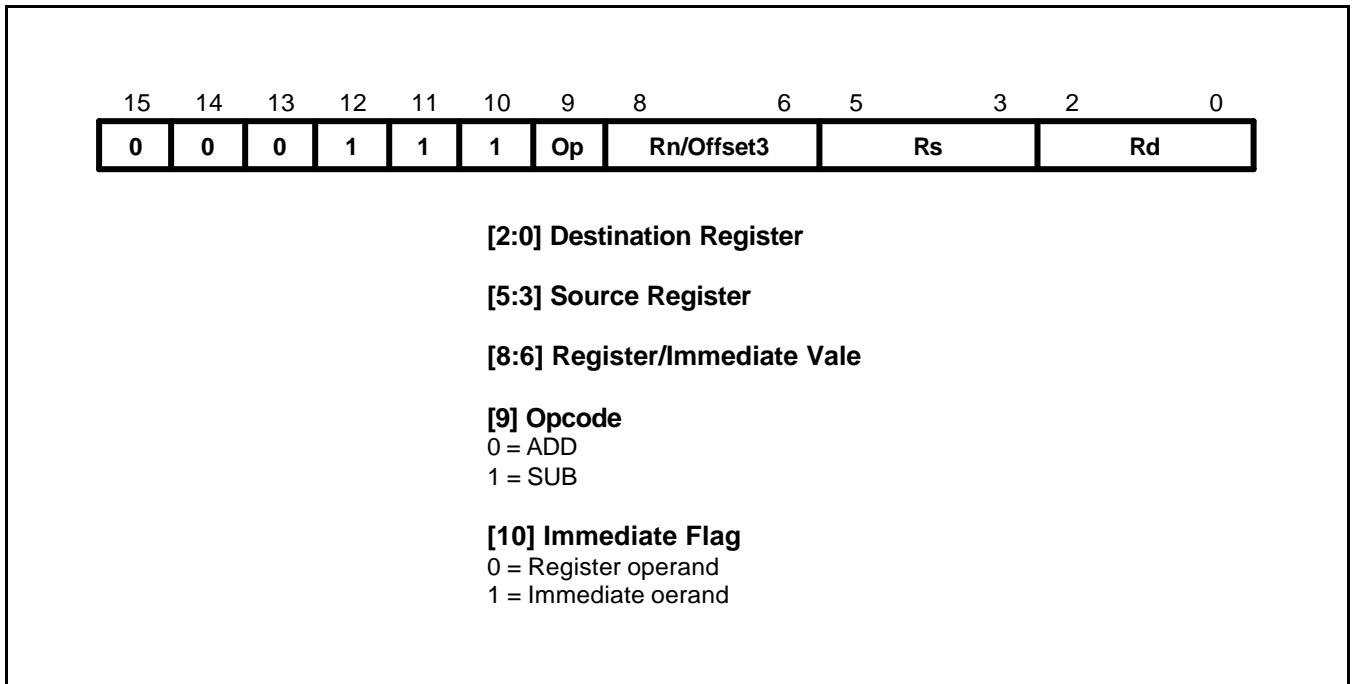 15 14 13 12 11 10 9 8 6 5 3 2 0
0 0 0 1 1 1 Op Rn/Offset3 Rs Rd
[2:0] Destination Register
[5:3] Source Register
[8:6] Register/Immediate Vale
[9] Opcode
0 = ADD
1 = SUB
[10] Immediate Flag
0 = Register operand
1 = Immediate oerand